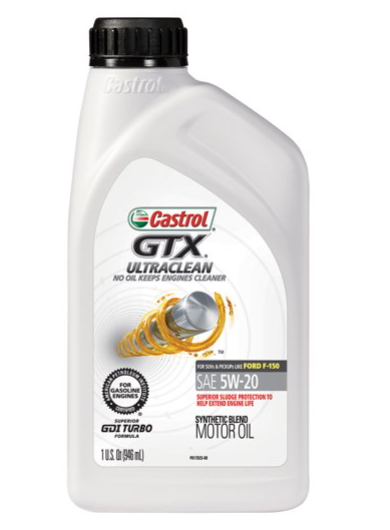 Castrol
Castrol
GTX
ULTRACLEAN
NO OIL KEEPS ENGINES CLEANER
TM
FOR SUVs & PICKUPS LIKE FORD F-150
SAE 5W-20
SUPERIOR SLUDGE PROTECTION TO
HELP EXTEND ENGINE LIFE
FOR
GASOLINE
ENGINES
SUPERIOR
GDI TURBO
FORMULA
SYNTHETIC BLEND
MOTOR OIL
1 U.S. Qt (946 mL)